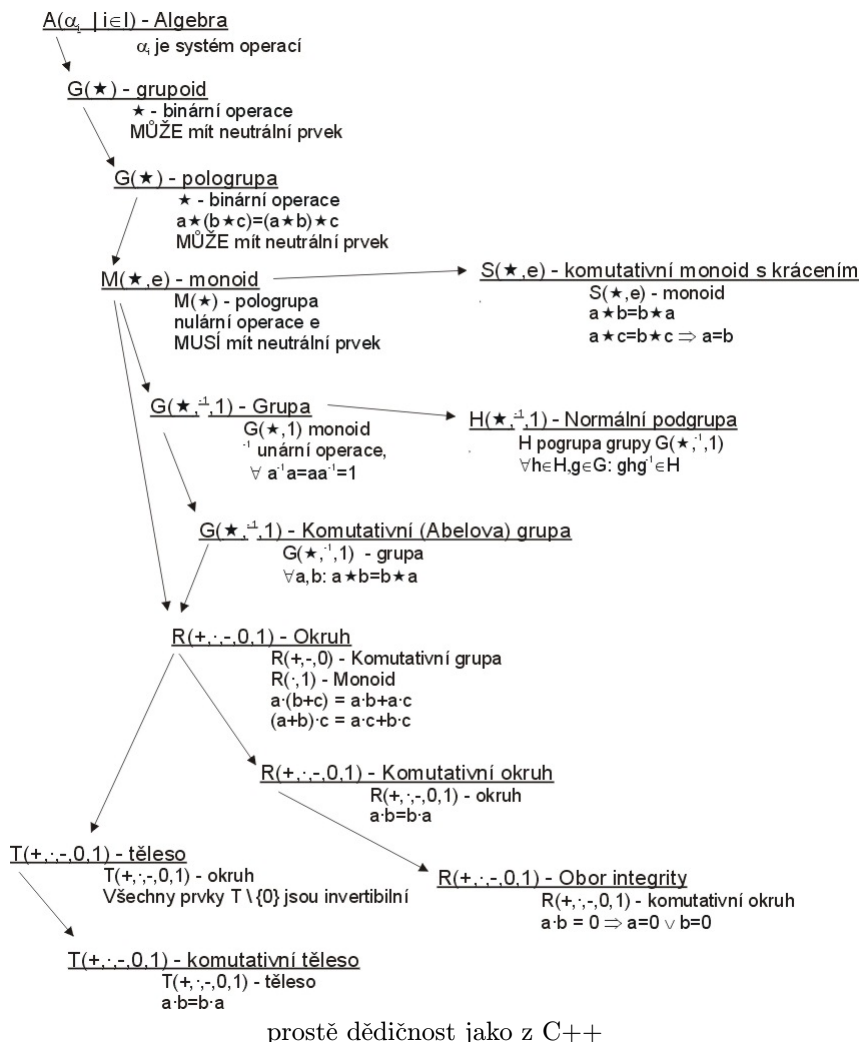 A(αᵢ | i∈I) - Algebra
αᵢ je systém operací
G(★) - grupoid
★ - binární operace
MŮŽE mít neutrální prvek
G(★) - pologrupa
★ - binární operace
a★(b★c)=(a★b)★c
MŮŽE mít neutrální prvek
M(★,e) - monoid
M(★) - pologrupa
nulární operace e
MUSÍ mít neutrální prvek
S(★,e) - komutativní monoid s krácením
S(★,e) - monoid
a★b=b★a
a★c=b★c ⇒ a=b
G(★,⁻¹,1) - Grupa
G(★,1) monoid
⁻¹ unární operace,
∀ a⁻¹a=aa⁻¹=1
H(★,⁻¹,1) - Normální podgrupa
H pogrupa grupy G(★,⁻¹,1)
∀h∈H,g∈G: ghg⁻¹∈H
G(★,⁻¹,1) - Komutativní (Abelova) grupa
G(★,⁻¹,1) - grupa
∀a,b: a★b=b★a
R(+,·,-,0,1) - Okruh
R(+,-,0) - Komutativní grupa
R(·,1) - Monoid
a·(b+c) = a·b+a·c
(a+b)·c = a·c+b·c
R(+,·,-,0,1) - Komutativní okruh
R(+,·,-,0,1) - okruh
a·b=b·a
T(+,·,-,0,1) - těleso
T(+,·,-,0,1) - okruh
Všechny prvky T \ {0} jsou invertibilní
R(+,·,-,0,1) - Obor integrity
R(+,·,-,0,1) - komutativní okruh
a·b = 0 ⇒ a=0 ∨ b=0
T(+,·,-,0,1) - komutativní těleso
T(+,·,-,0,1) - těleso
a·b=b·a
prostě dědičnost jako z C++